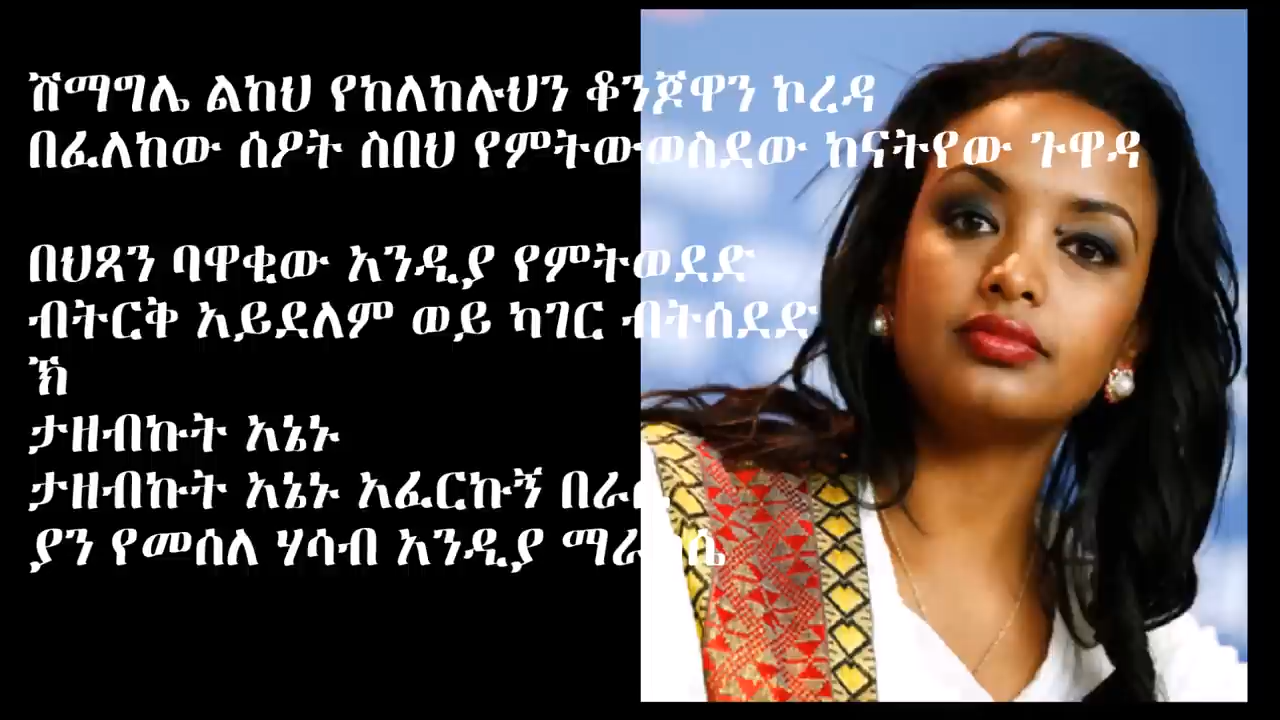 ሽማግሌ ልከህ የከለከሉህን ቆንጆዋን ኮረዳ
በፈለከው ሰዖት ስበህ የምትውወስደው ከናትየው ጉዋዳ
በህጻን ባዋቂው እንዲያ የምትወደድ
ብትርቅ አይደለም ወይ ካገር ብትሰደድ
ኽ
ታዘብኩት እኔኑ
ታዘብኩት እኔኑ አፈርኩኝ
ያን የመሰለ ሃሳብ እንዲያ